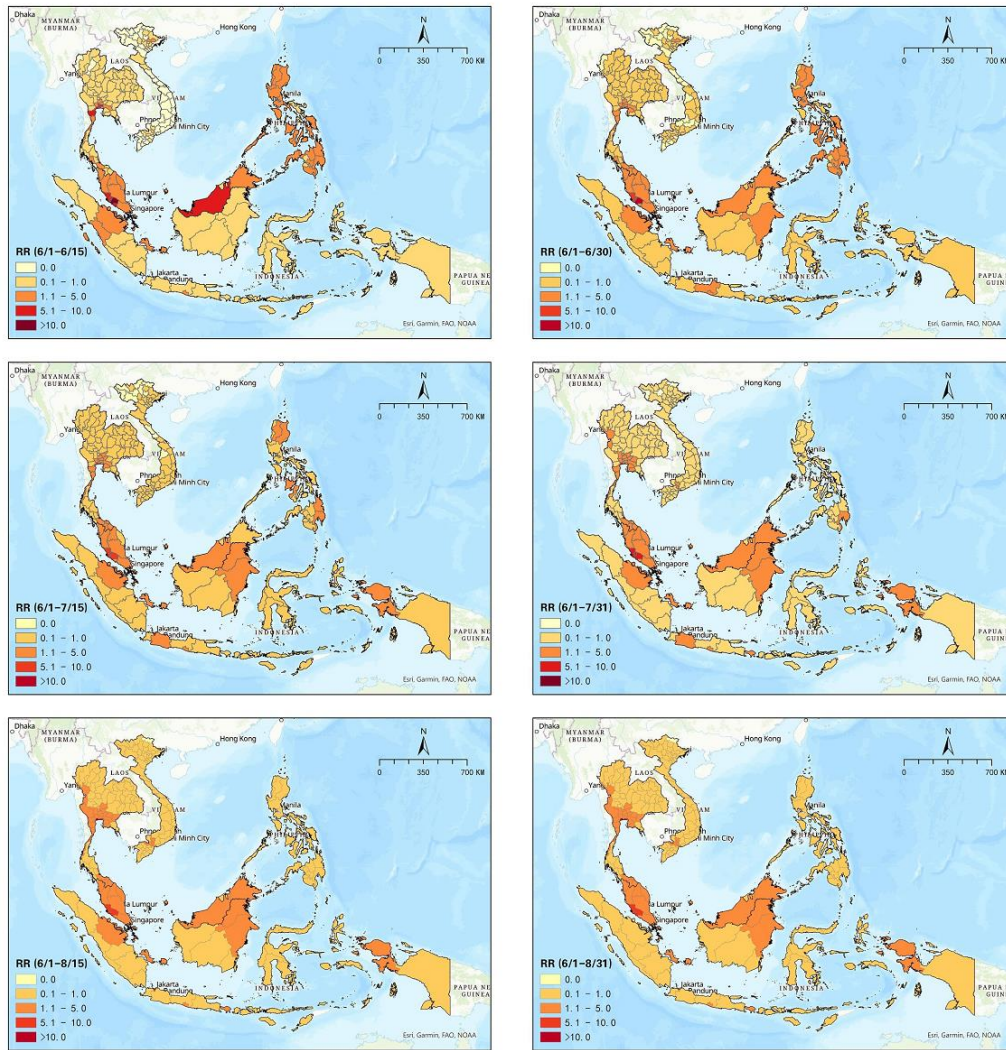 Dhaka
MYANMAR
(BURMA)
Hong Kong
N
0 350 700 KM
LAOS
Manila
Minh City
Lumpur
Singapore
RR (6/1–6/15)
0.0
0.1 – 1.0
1.1 – 5.0
5.1 – 10.0
>10.0
Jakarta
Bandung
INDONESIA
PAPUA NE
GUINEA
Esri, Garmin, FAO, NOAA
Dhaka
MYANMAR
(BURMA)
Hong Kong
N
0 350 700 KM
LAOS
Manila
Minh City
Lumpur
Singapore
RR (6/1–6/30)
0.0
0.1 – 1.0
1.1 – 5.0
5.1 – 10.0
>10.0
Jakarta
Bandung
INDONESIA
PAPUA
GUINE
Esri, Garmin, FAO, NOAA
MYANMAR
(BURMA)
Hong Kong
N
0 350 700 KM
LAOS
Manila
Minh City
Lumpur
Singapore
RR (6/1–7/15)
0.0
0.1 – 1.0
1.1 – 5.0
5.1 – 10.0
>10.0
Jakarta
Bandung
INDONESIA
PAPUA NE
GUINEA
Esri, Garmin, FAO, NOAA
MYANMAR
(BURMA)
Hong Kong
N
0 350 700 KM
LAOS
Manila
Minh City
Lumpur
Singapore
RR (6/1–7/31)
0.0
0.1 – 1.0
1.1 – 5.0
5.1 – 10.0
>10.0
Jakarta
Bandung
INDONESIA
PAPUA
GUINE
Esri, Garmin, FAO, NOAA
Dhaka
MYANMAR
(BURMA)
Hong Kong
N
0 350 700 KM
LAOS
Manila
Minh City
Lumpur
Singapore
RR (6/1–8/15)
0.0
0.1 – 1.0
1.1 – 5.0
5.1 – 10.0
>10.0
Jakarta
Bandung
INDONESIA
PAPUA NE
GUINEA
Esri, Garmin, FAO, NOAA
Dhaka
MYANMAR
(BURMA)
Hong Kong
N
0 350 700 KM
LAOS
Manila
Minh City
Lumpur
Singapore
RR (6/1–8/31)
0.0
0.1 – 1.0
1.1 – 5.0
5.1 – 10.0
>10.0
Jakarta
Bandung
INDONESIA
PAPUA
GUINE
Esri, Garmin, FAO, NOAA